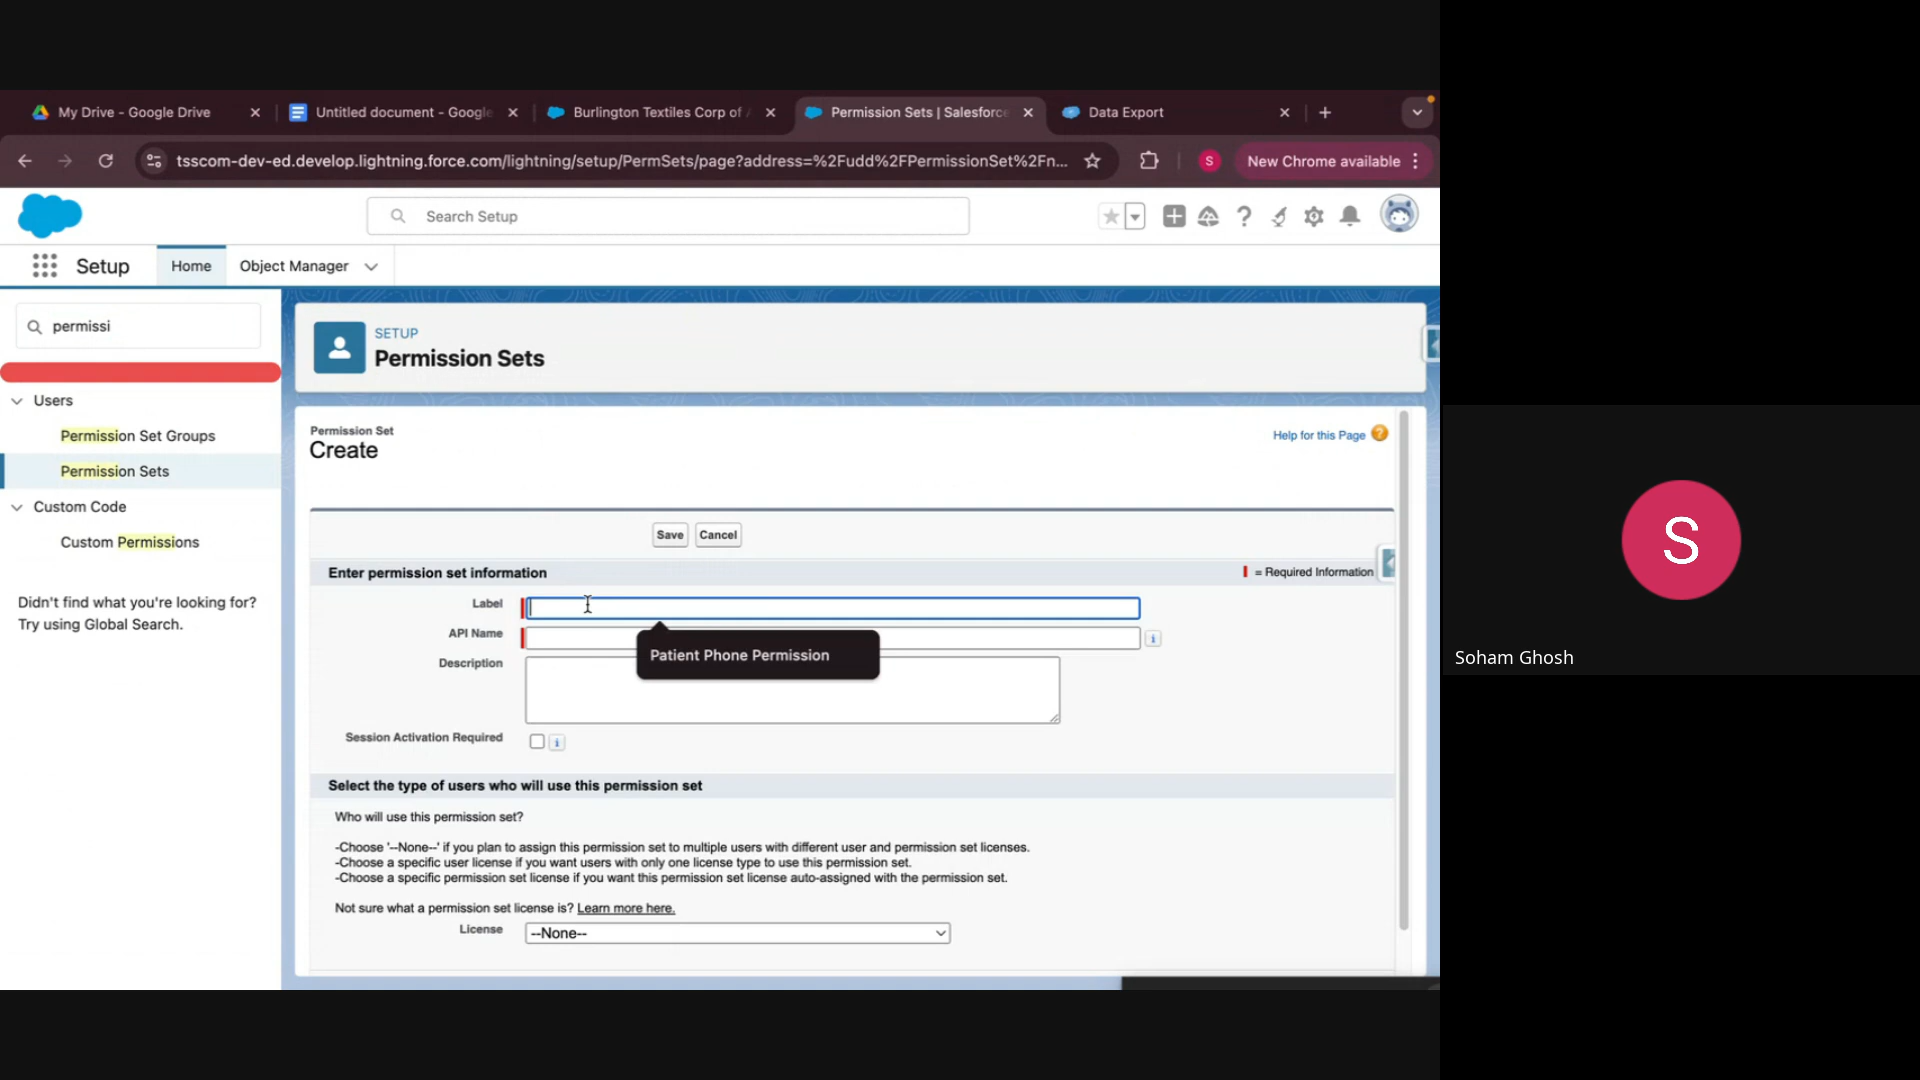 My Drive - Google Drive
Untitled document - Google
Burlington Textiles Corp of A
Permission Sets | Salesforce
Data Export
tsscom-dev-ed.develop.lightning.force.com/lightning/setup/PermSets/page?address=%2Fudd%2FPermissionSet%2Fn...
S
New Chrome available
Search Setup
Setup
Home
Object Manager
permissi
Users
Permission Set Groups
Permission Sets
Custom Code
Custom Permissions
Didn't find what you're looking for?
Try using Global Search.
SETUP
Permission Sets
Permission Set
Create
Help for this Page
Save
Cancel
Enter permission set information
= Required Information
Label
API Name
Patient Phone Permission
Description
Session Activation Required
Select the type of users who will use this permission set
Who will use this permission set?
-Choose '--None--' if you plan to assign this permission set to multiple users with different user and permission set licenses.
-Choose a specific user license if you want users with only one license type to use this permission set.
-Choose a specific permission set license if you want this permission set license auto-assigned with the permission set.
Not sure what a permission set license is? Learn more here.
License
--None--
S
Soham Ghosh